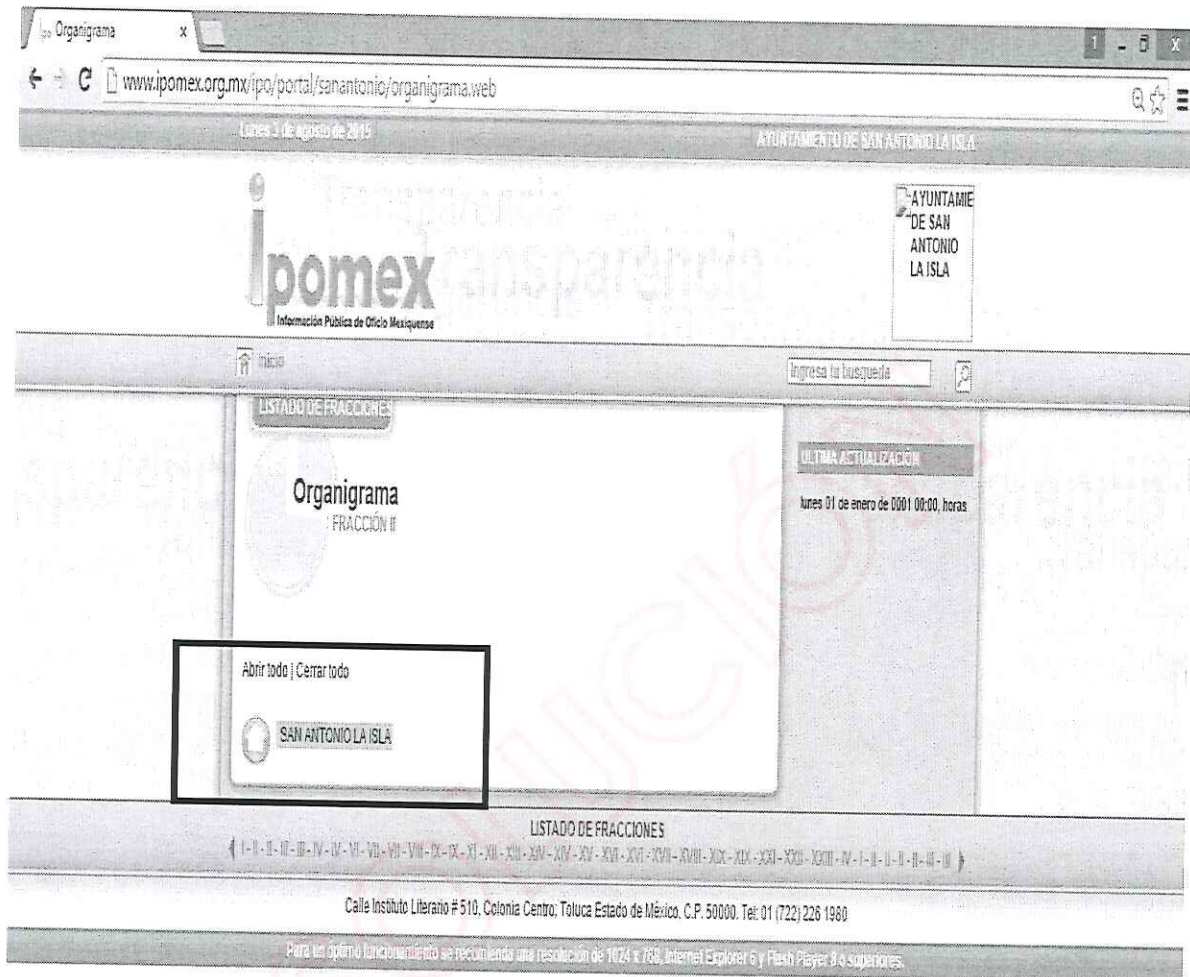 Organigrama x
1 - X
www.ipomex.org.mx/ipo/portal/sanantonio/organigrama.web
Lunes 3 de agosto de 2015
AYUNTAMIENTO DE SAN ANTONIO LA ISLA
Transparencia
transparencia
ipomex
Información Pública de Oficio Mexiquense
AYUNTAMIE
DE SAN
ANTONIO
LA ISLA
Inicio
Ingresa tu busqueda
LISTADO DE FRACCIONES
Organigrama
FRACCIÓN II
ULTIMA ACTUALIZACIÓN
lunes 01 de enero de 0001 00:00, horas
Abrir todo | Cerrar todo
SAN ANTONIO LA ISLA
LISTADO DE FRACCIONES
Calle Instituto Literario # 510, Colonia Centro; Toluca Estado de México. C.P. 50000. Tel: 01 (722) 226 1980
Para un óptimo funcionamiento se recomienda una resolución de 1024 x 768, Internet Explorer 6 y Flash Player 8 ó superiores.